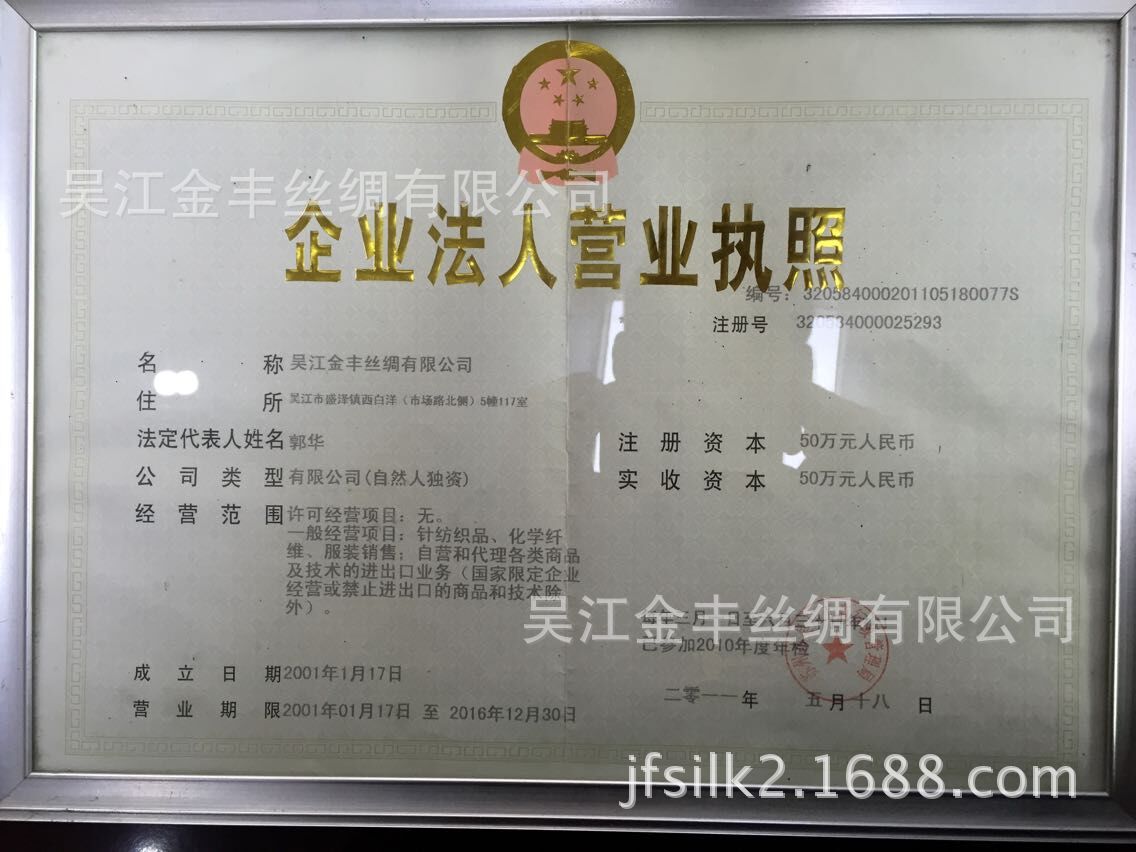 吴江金丰丝绸有限公司
企业法人营业执照
编号：320584000201105180077S
注册号 320584000025293
名称 吴江金丰丝绸有限公司
住所 吴江市盛泽镇西白洋（市场路北侧）5幢117室
法定代表人姓名 郭华
注册资本 50万元人民币
公司类型 有限公司(自然人独资)
实收资本 50万元人民币
经营范围 许可经营项目：无。
一般经营项目：针纺织品、化学纤
维、服装销售；自营和代理各类商品
及技术的进出口业务（国家限定企业
经营或禁止进出口的商品和技术除
外）。
吴江金丰丝绸有限公司
已参加2010年度年检
成立日期 2001年1月17日
二零一一年 五月十八日
营业期限 2001年01月17日 至 2016年12月30日
jfsilk2.1688.com